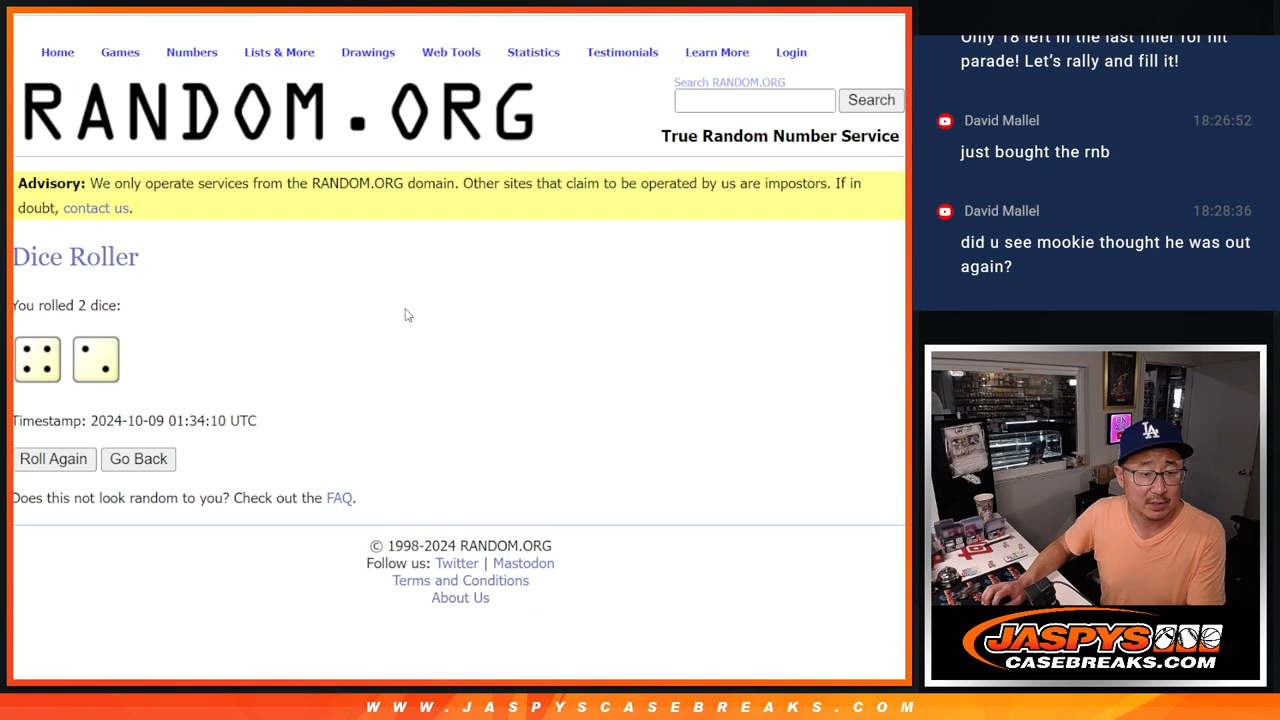 Home Games Numbers Lists & More Drawings Web Tools Statistics Testimonials Learn More Login
RANDOM.ORG
Search RANDOM.ORG
Search
True Random Number Service
Advisory: We only operate services from the RANDOM.ORG domain. Other sites that claim to be operated by us are impostors. If in
doubt, contact us.
Dice Roller
You rolled 2 dice:
Timestamp: 2024-10-09 01:34:10 UTC
Roll Again Go Back
Does this not look random to you? Check out the FAQ.
© 1998-2024 RANDOM.ORG
Follow us: Twitter | Mastodon
Terms and Conditions
About Us
parade! Let's rally and fill it!
David Mallel 18:26:52
just bought the rnb
David Mallel 18:28:36
did u see mookie thought he was out
again?
LA
JASPYS
CASEBREAKS.COM
WWW.JASPYSCASEBREAKS.COM